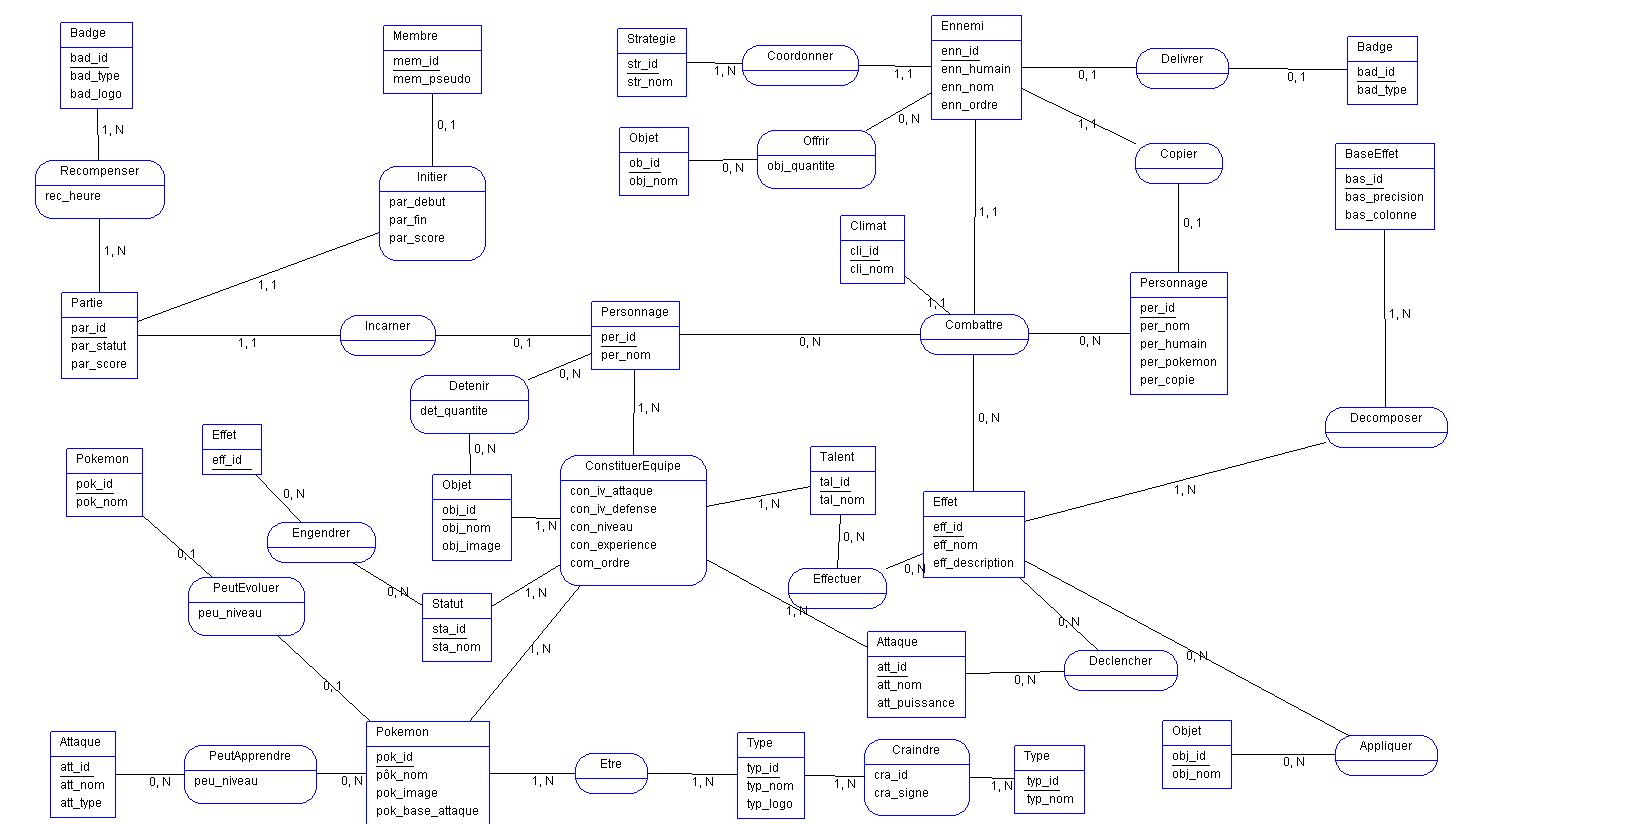 Badge
bad_id
bad_type
bad_logo
1, N
Recompenser
rec_heure
1, N
Partie
par_id
par_statut
par_score
Membre
mem_id
mem_pseudo
0, 1
Initier
par_debut
par_fin
par_score
1, 1
1, 1
Incarner
0, 1
Personnage
per_id
per_nom
0, N
Strategie
str_id
str_nom
1, N
Coordonner
1, 1
Ennemi
enn_id
enn_humain
enn_nom
enn_ordre
0, 1
Delivrer
0, 1
Badge
bad_id
bad_type
Objet
ob_id
obj_nom
0, N
Offrir
obj_quantite
0, N
1, 1
Copier
0, 1
1, 1
Climat
cli_id
cli_nom
1, 1
Combattre
0, N
Personnage
per_id
per_nom
per_humain
per_pokemon
per_copie
BaseEffet
bas_id
bas_precision
bas_colonne
1, N
Decomposer
1, N
0, N
Detenir
det_quantite
0, N
0, N
Objet
obj_id
obj_nom
obj_image
1, N
1, N
ConstituerEquipe
con_iv_attaque
con_iv_defense
con_niveau
con_experience
com_ordre
Effet
eff_id
0, N
Engendrer
0, N
Statut
sta_id
sta_nom
1, N
Pokemon
pok_id
pok_nom
0, 1
PeutEvoluer
peu_niveau
0, 1
1, N
Talent
tal_id
tal_nom
1, N
0, N
Effectuer
0, N
Effet
eff_id
eff_nom
eff_description
1, N
Attaque
att_id
att_nom
att_puissance
0, N
Declencher
0, N
0, N
Appliquer
0, N
Objet
obj_id
obj_nom
Attaque
att_id
att_nom
att_type
0, N
PeutApprendre
peu_niveau
0, N
Pokemon
pok_id
pôk_nom
pok_image
pok_base_attaque
1, N
Etre
1, N
Type
typ_id
typ_nom
typ_logo
1, N
Craindre
cra_id
cra_signe
1, N
Type
typ_id
typ_nom